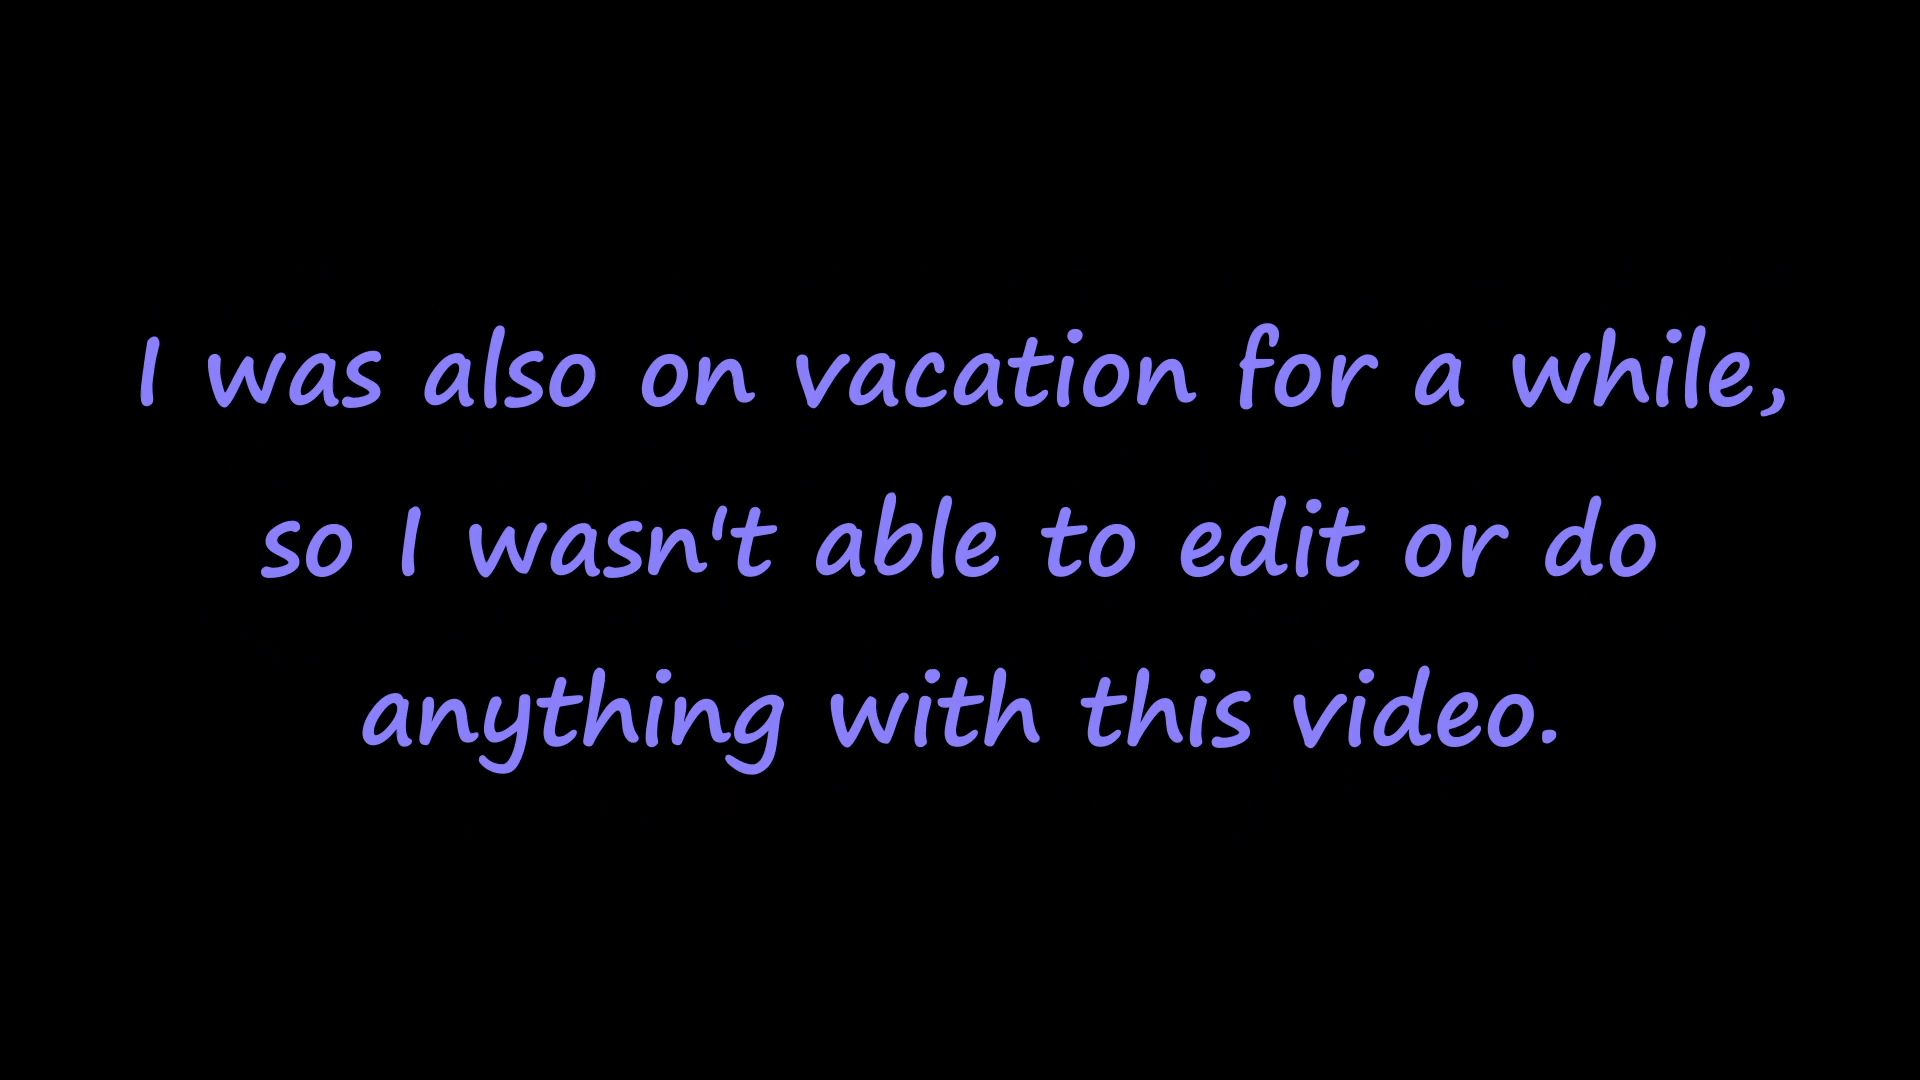 I was also on vacation for a while,
so I wasn't able to edit or do
anything with this video.